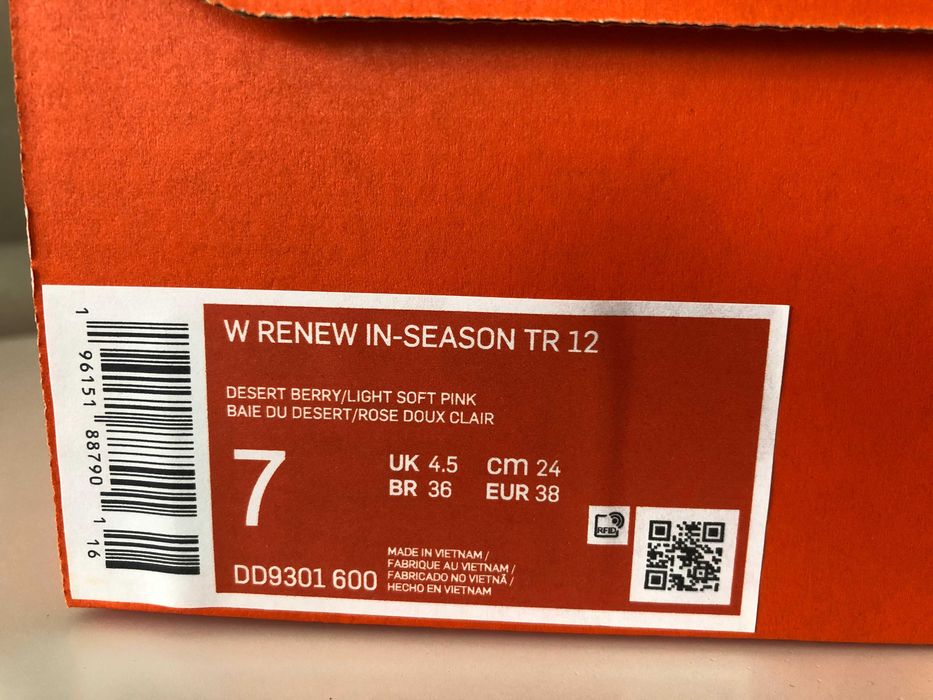 W RENEW IN-SEASON TR 12
DESERT BERRY/LIGHT SOFT PINK
BAIE DU DESERT/ROSE DOUX CLAIR
7
UK 4.5 cm 24
BR 36 EUR 38
RFID
MADE IN VIETNAM /
FABRIQUE AU VIETNAM /
FABRICADO NO VIETNÃ /
HECHO EN VIETNAM
DD9301 600
1 96151 88790 1 16